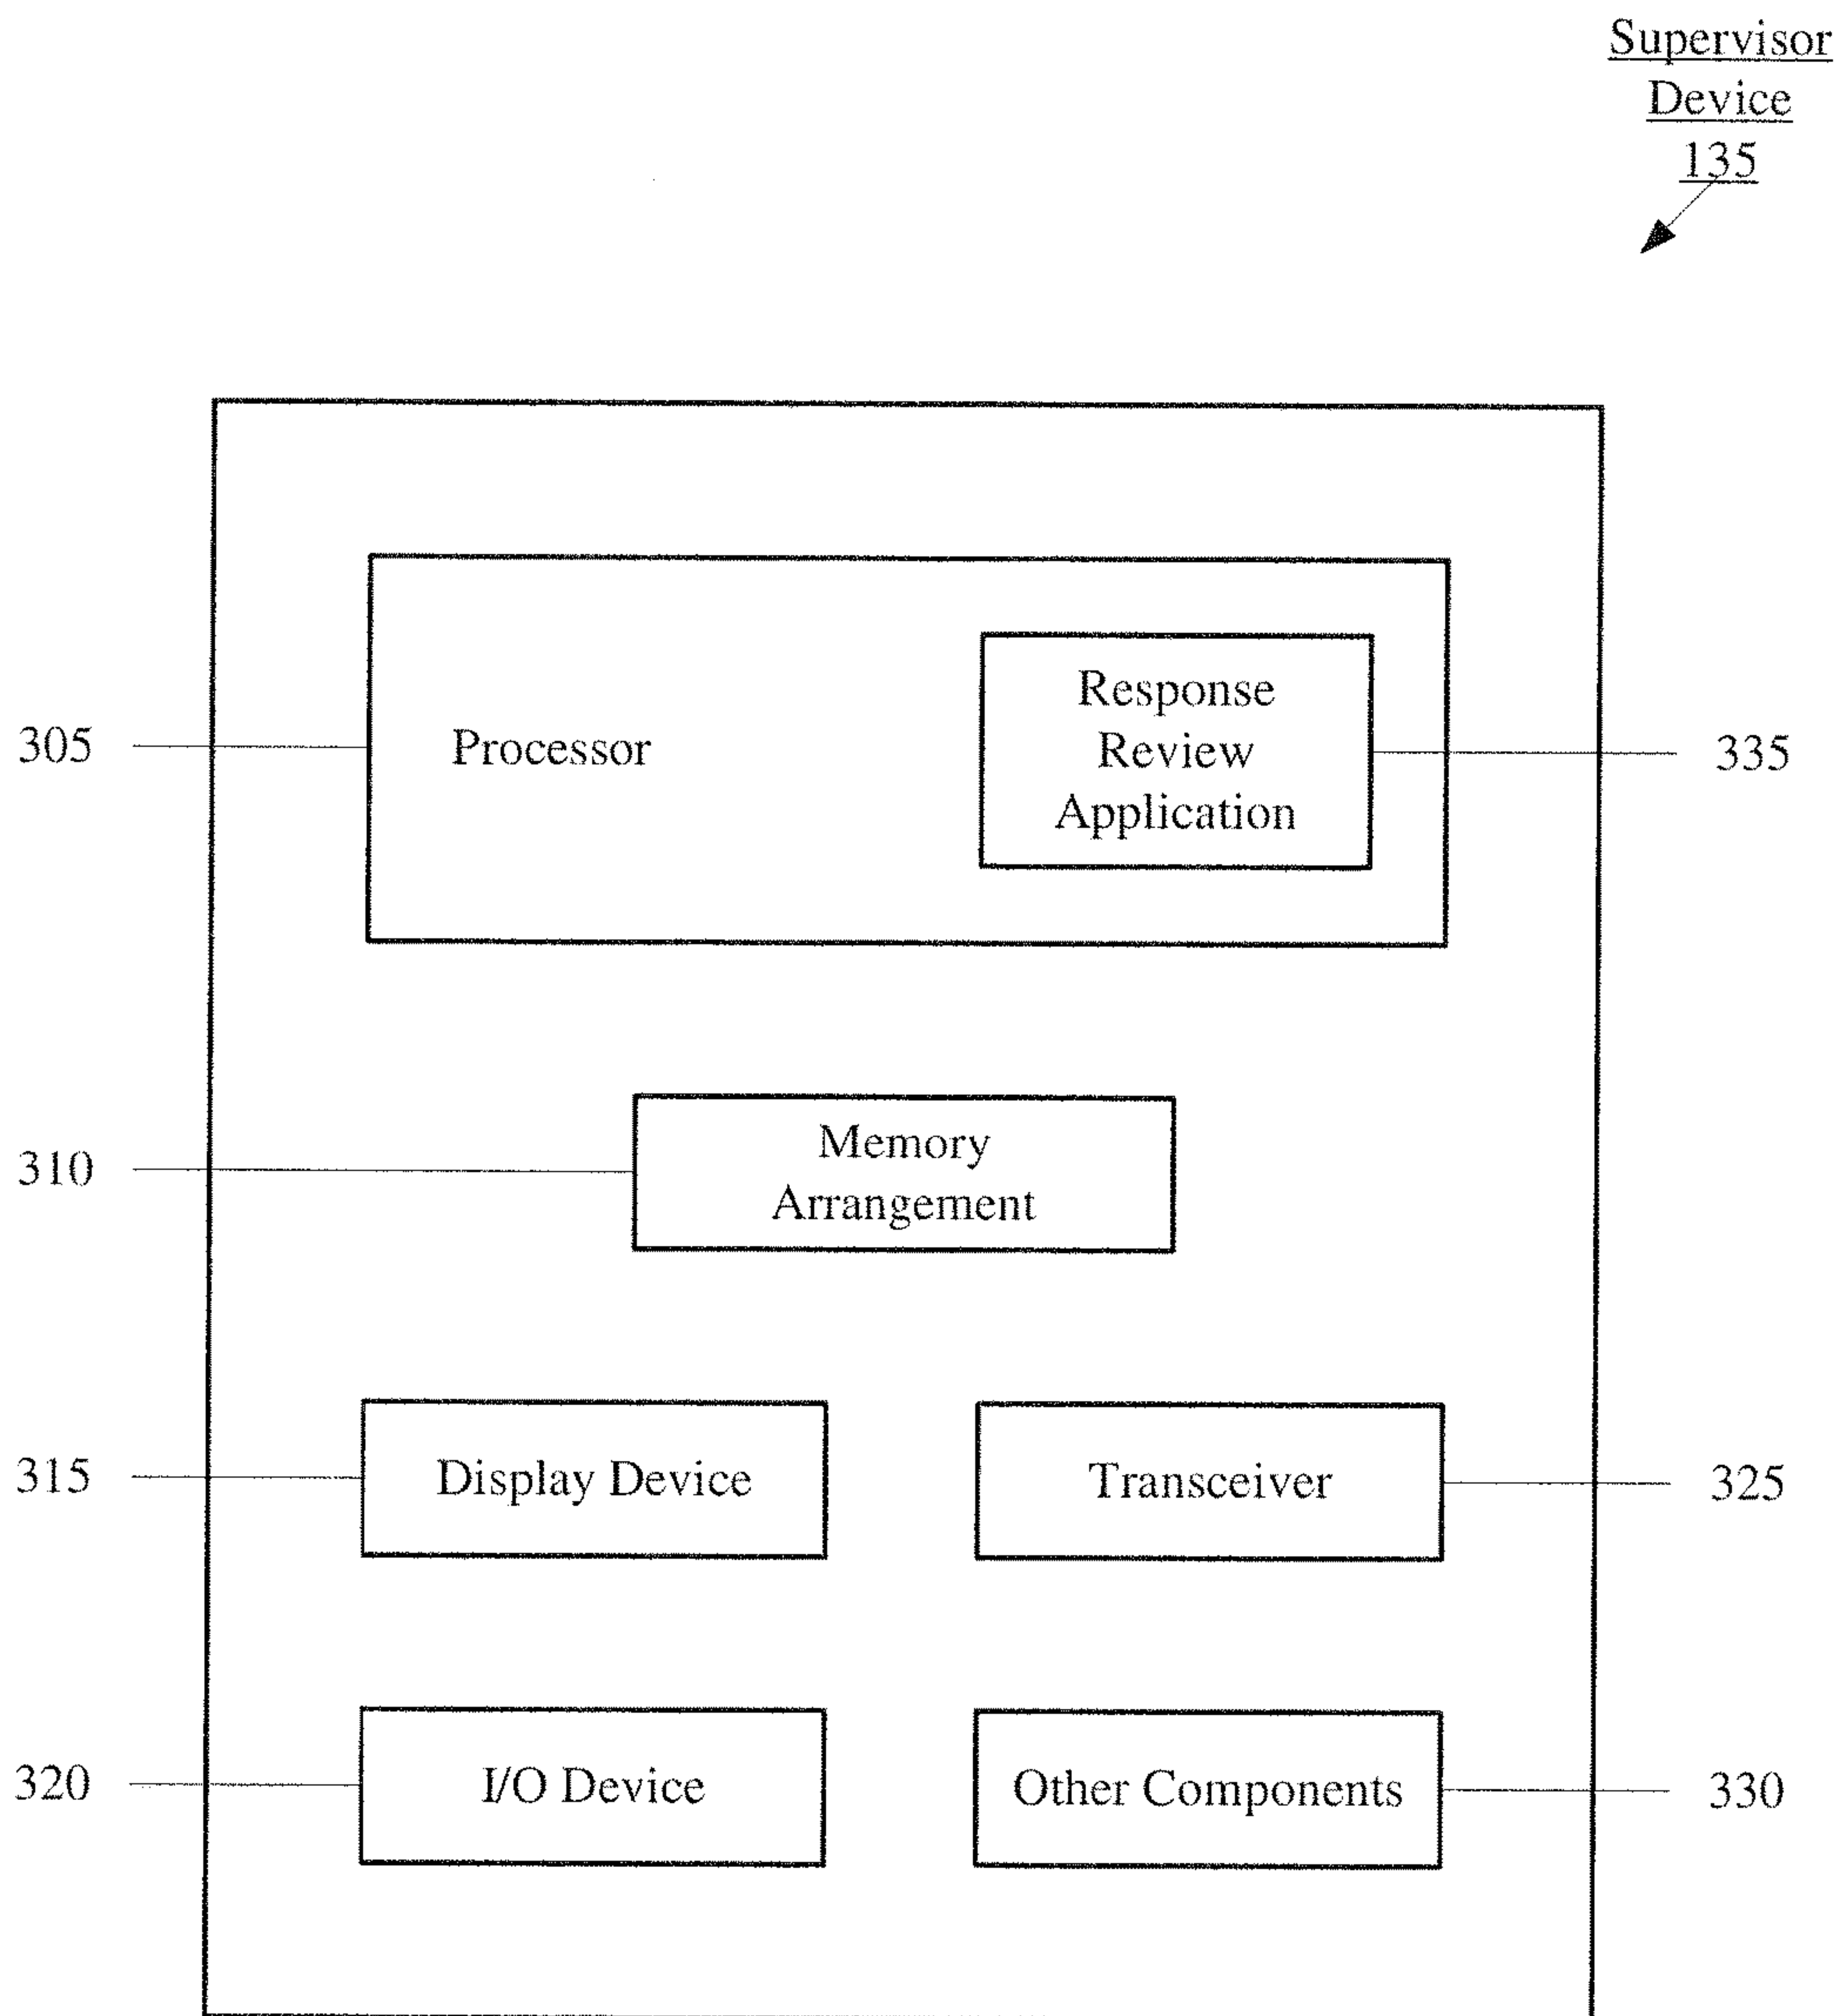 Supervisor
Device
135
305
Processor
Response
Review
Application
335
310
Memory
Arrangement
315
Display Device
Transceiver
325
320
I/O Device
Other Components
330